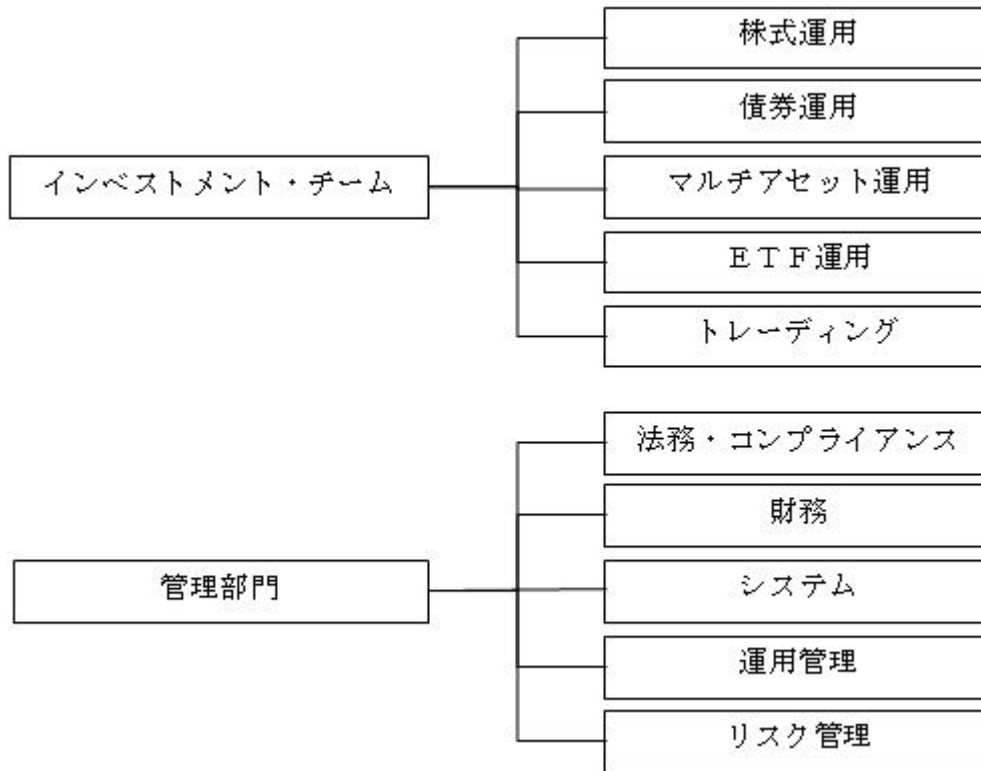 株式運用
債券運用
インベストメント・チーム
マルチアセット運用
ＥＴＦ運用
トレーディング
法務・コンプライアンス
財務
管理部門
システム
運用管理
リスク管理